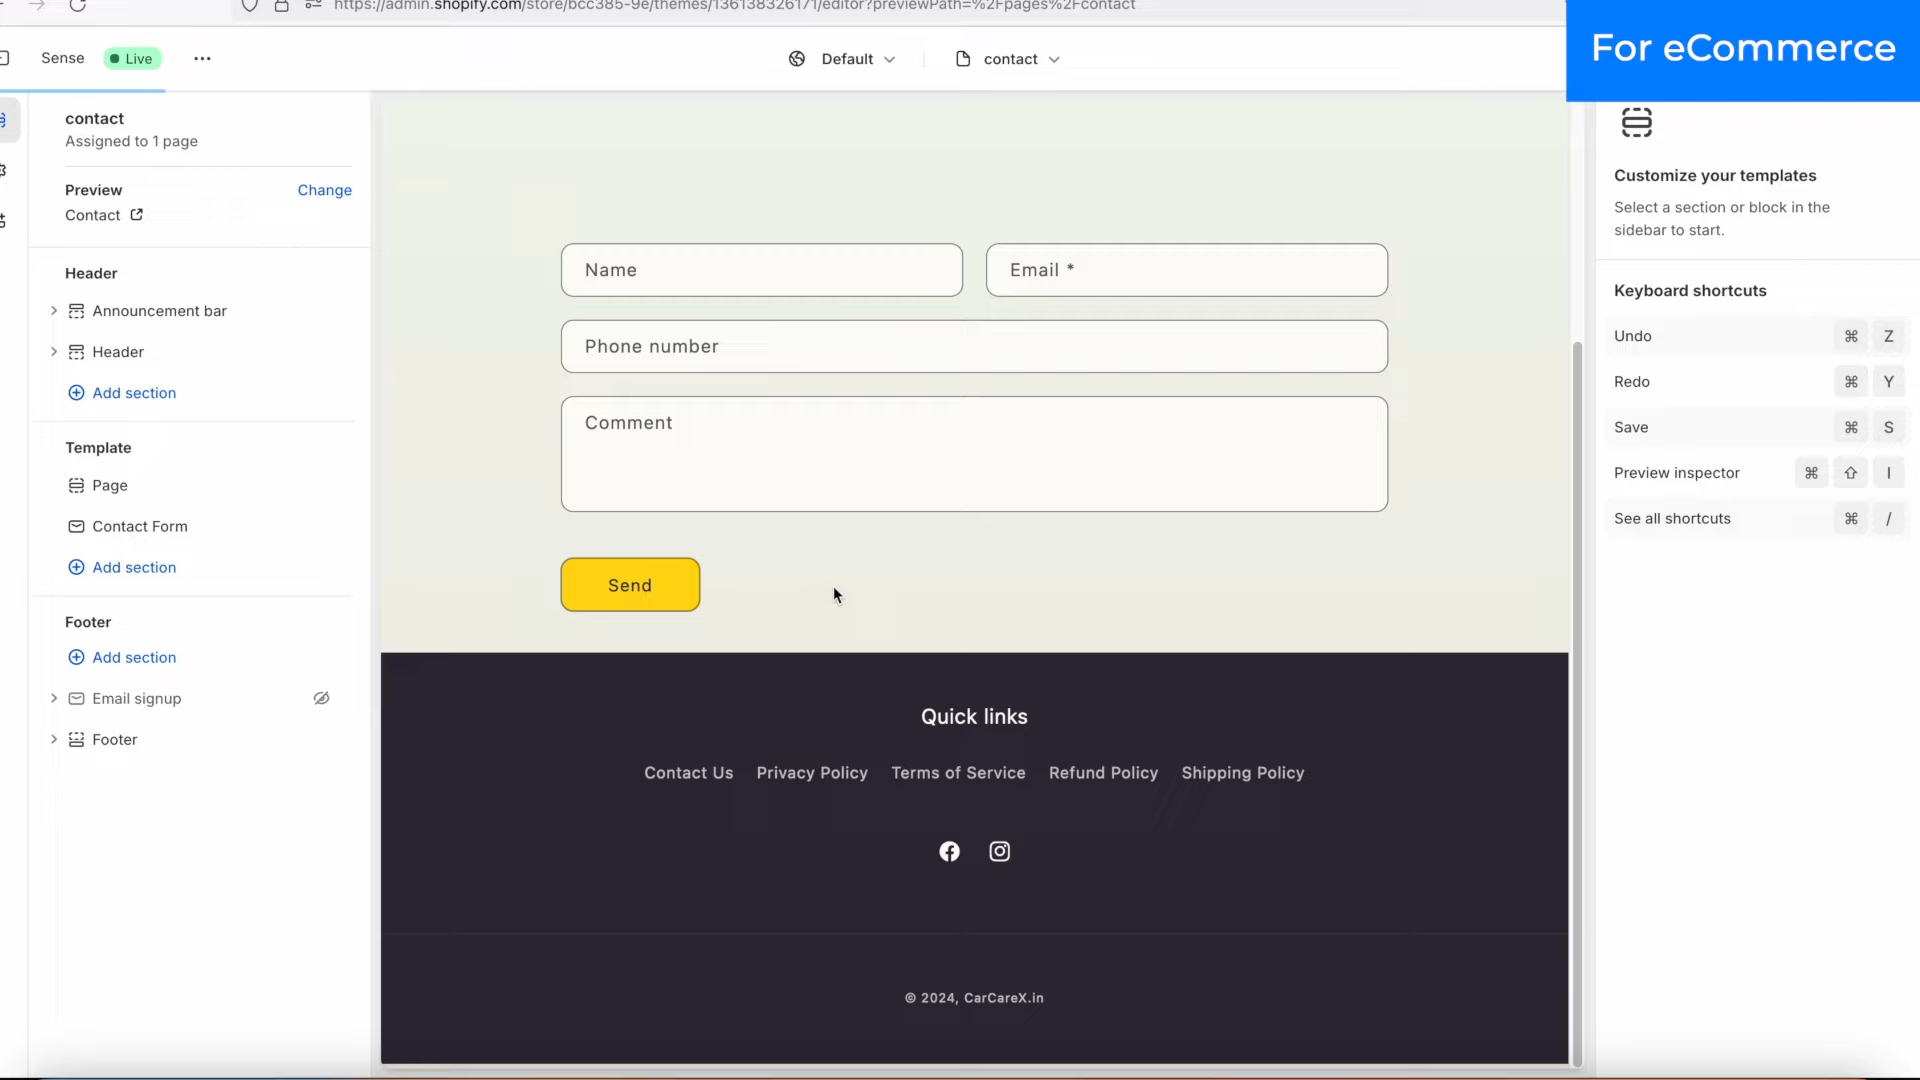 https://admin.shopify.com/store/bcc385-9e/themes/136138326171/editor?previewPath=%2Fpages%2Fcontact
For eCommerce
Sense
Live
Default
contact
contact
Assigned to 1 page
Preview
Change
Contact
Header
Announcement bar
Header
Add section
Template
Page
Contact Form
Add section
Footer
Add section
Email signup
Footer
Name
Email *
Phone number
Comment
Send
Quick links
Contact Us Privacy Policy Terms of Service Refund Policy Shipping Policy
© 2024, CarCareX.in
Customize your templates
Select a section or block in the
sidebar to start.
Keyboard shortcuts
Undo ⌘ Z
Redo ⌘ Y
Save ⌘ S
Preview inspector ⌘ ⇧ I
See all shortcuts ⌘ /